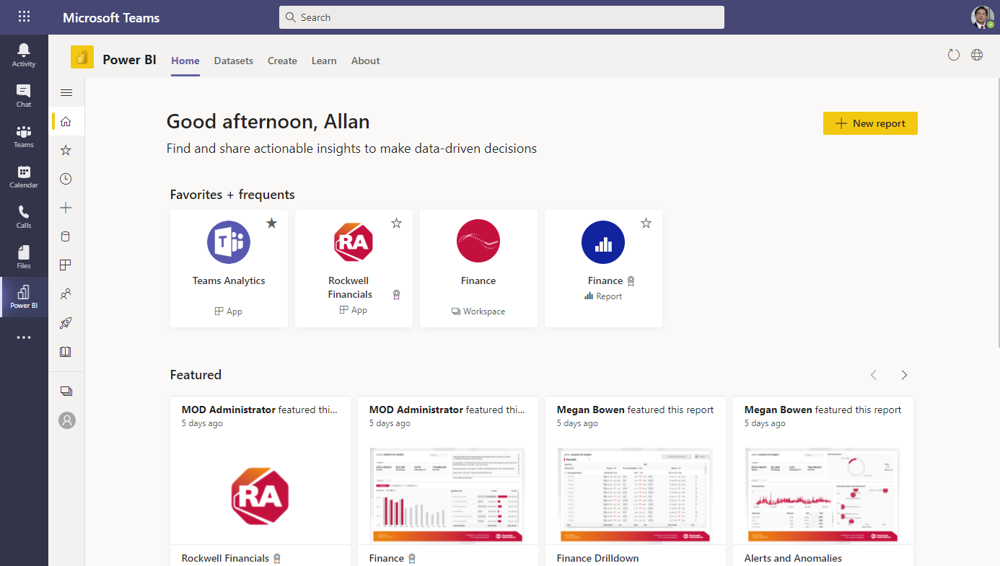 Microsoft Teams
Search
Activity
Chat
Teams
Calendar
Calls
Files
Power BI
Power BI
Home
Datasets
Create
Learn
About
Good afternoon, Allan
New report
Find and share actionable insights to make data-driven decisions
Favorites + frequents
Teams Analytics
App
RA
Rockwell
Financials
App
Finance
Workspace
Finance
Report
Featured
MOD Administrator featured thi...
5 days ago
RA
Rockwell Financials
MOD Administrator featured thi...
5 days ago
Finance
Megan Bowen featured this report
5 days ago
Finance Drilldown
Megan Bowen featured this report
5 days ago
Alerts and Anomalies